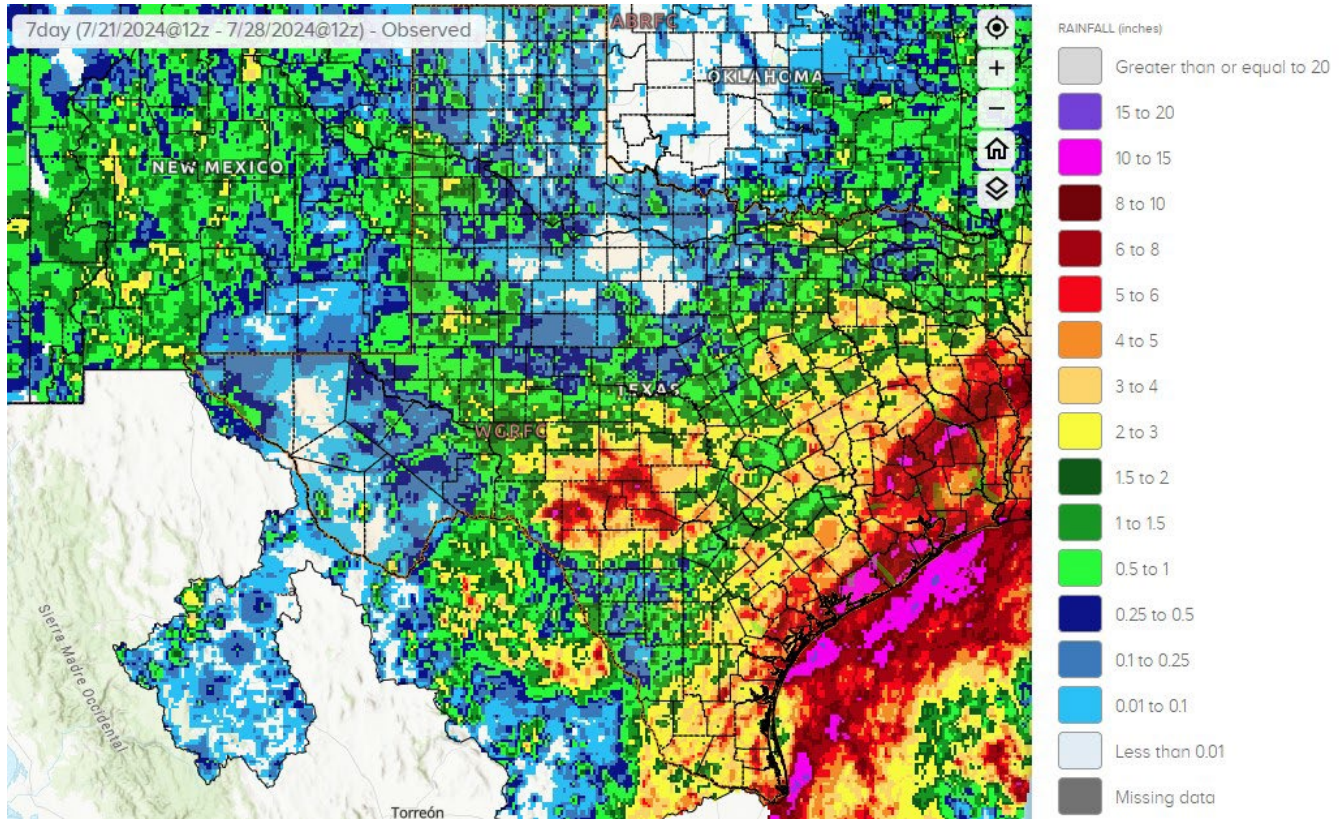 7day (7/21/2024@12z - 7/28/2024@12z) - Observed
ABRFC
OKLAHOMA
NEW MEXICO
TEXAS
WGRFC
Sierra Madre Occidental
Torreón
RAINFALL (inches)
Greater than or equal to 20
15 to 20
10 to 15
8 to 10
6 to 8
5 to 6
4 to 5
3 to 4
2 to 3
1.5 to 2
1 to 1.5
0.5 to 1
0.25 to 0.5
0.1 to 0.25
0.01 to 0.1
Less than 0.01
Missing data